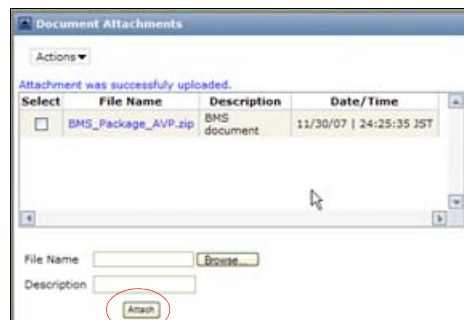 Document Attachments
Actions
Attachment was successfuly uploaded.
Select File Name Description Date/Time
BMS_Package_AVP.zip BMS document 11/30/07 | 24:25:35 JST
File Name Browse...
Description
Attach